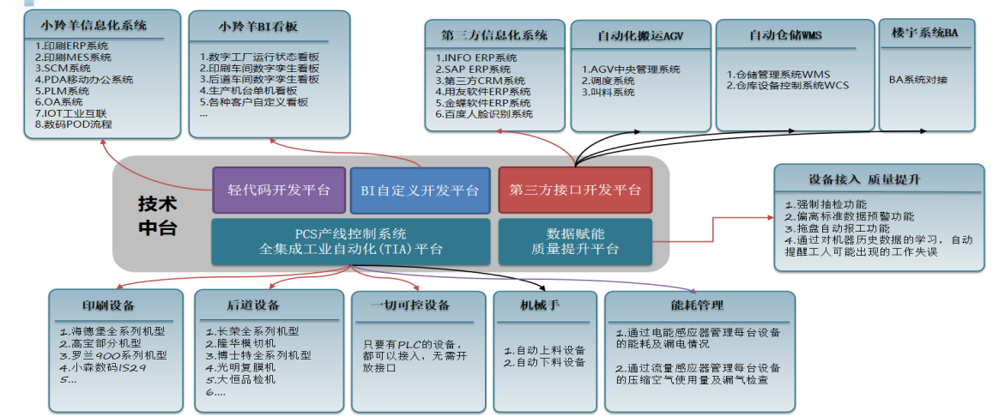 小羚羊信息化系统
1.印刷ERP系统
2.印刷MES系统
3.SCM系统
4.PDA移动办公系统
5.PLM系统
6.OA系统
7.IOT工业互联
8.数码POD流程
小羚羊BI看板
1.数字工厂运行状态看板
2.印刷车间数字孪生看板
3.后道车间数字孪生看板
4.生产机台单机看板
5.各种客户自定义看板
...
第三方信息化系统
1.INFO ERP系统
2.SAP ERP系统
3.第三方CRM系统
4.用友软件ERP系统
5.金蝶软件ERP系统
6.百度人脸识别系统
自动化搬运AGV
1.AGV中央管理系统
2.调度系统
3.叫料系统
自动仓储WMS
1.仓储管理系统WMS
2.仓库设备控制系统WCS
楼宇系统BA
BA系统对接
技术
中台
轻代码开发平台
BI自定义开发平台
第三方接口开发平台
PCS产线控制系统
全集成工业自动化(TIA)平台
数据赋能
质量提升平台
设备接入 质量提升
1.强制抽检功能
2.偏离标准数据预警功能
3.拖盘自动报工功能
4.通过对机器历史数据的学习，自动
提醒工人可能出现的工作失误
印刷设备
1.海德堡全系列机型
2.高宝部分机型
3.罗兰900系列机型
4.小森数码IS29
5...
后道设备
1.长荣全系列机型
2.隆华模切机
3.博士特全系列机型
4.光明复膜机
5.大恒品检机
6....
一切可控设备
只要有PLC的设备，
都可以接入，无需开
放接口
机械手
1.自动上料设备
2.自动下料设备
能耗管理
1.通过电能感应器管理每台设备
的能耗及漏电情况
2.通过流量感应器管理每台设备
的压缩空气使用量及漏气检查